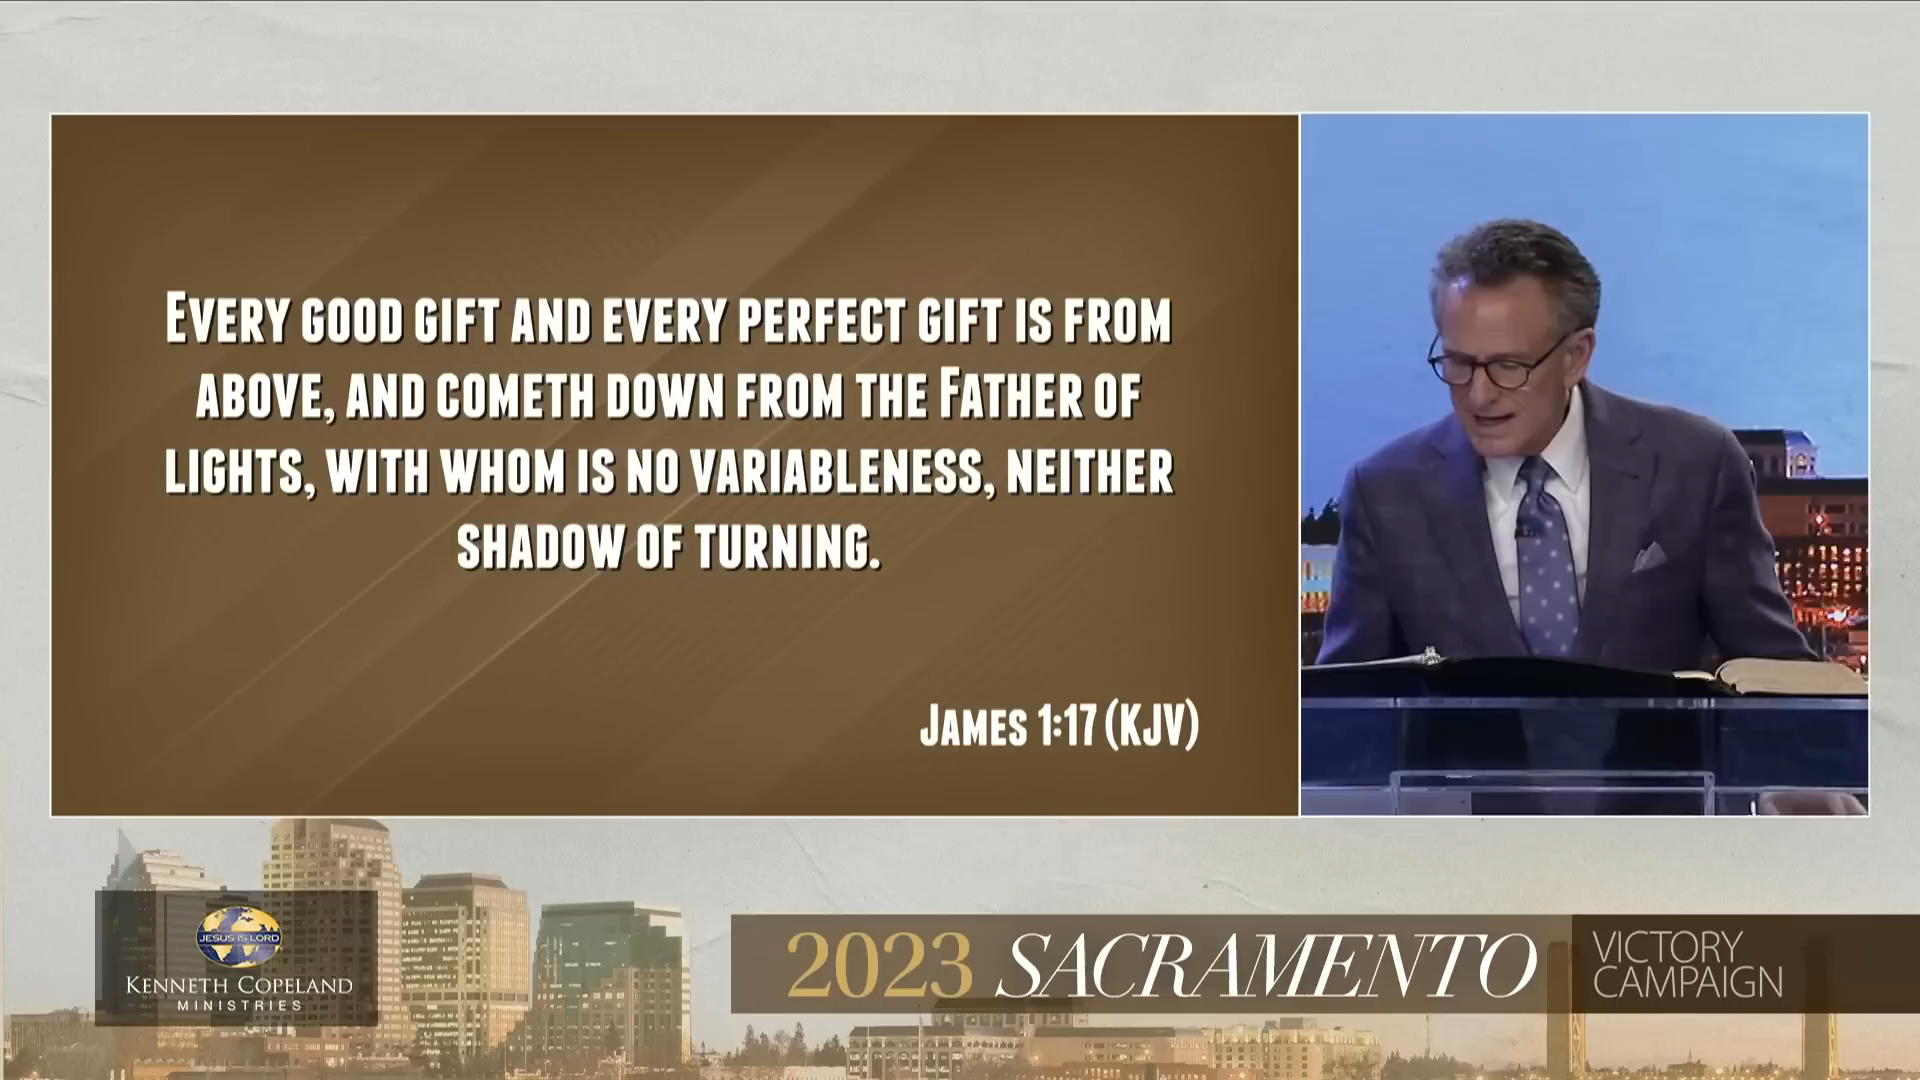 Every good gift and every perfect gift is from
above, and cometh down from the Father of
lights, with whom is no variableness, neither
shadow of turning.
James 1:17 (KJV)
JESUS IS LORD
Kenneth Copeland
MINISTRIES
2023 SACRAMENTO
VICTORY
CAMPAIGN